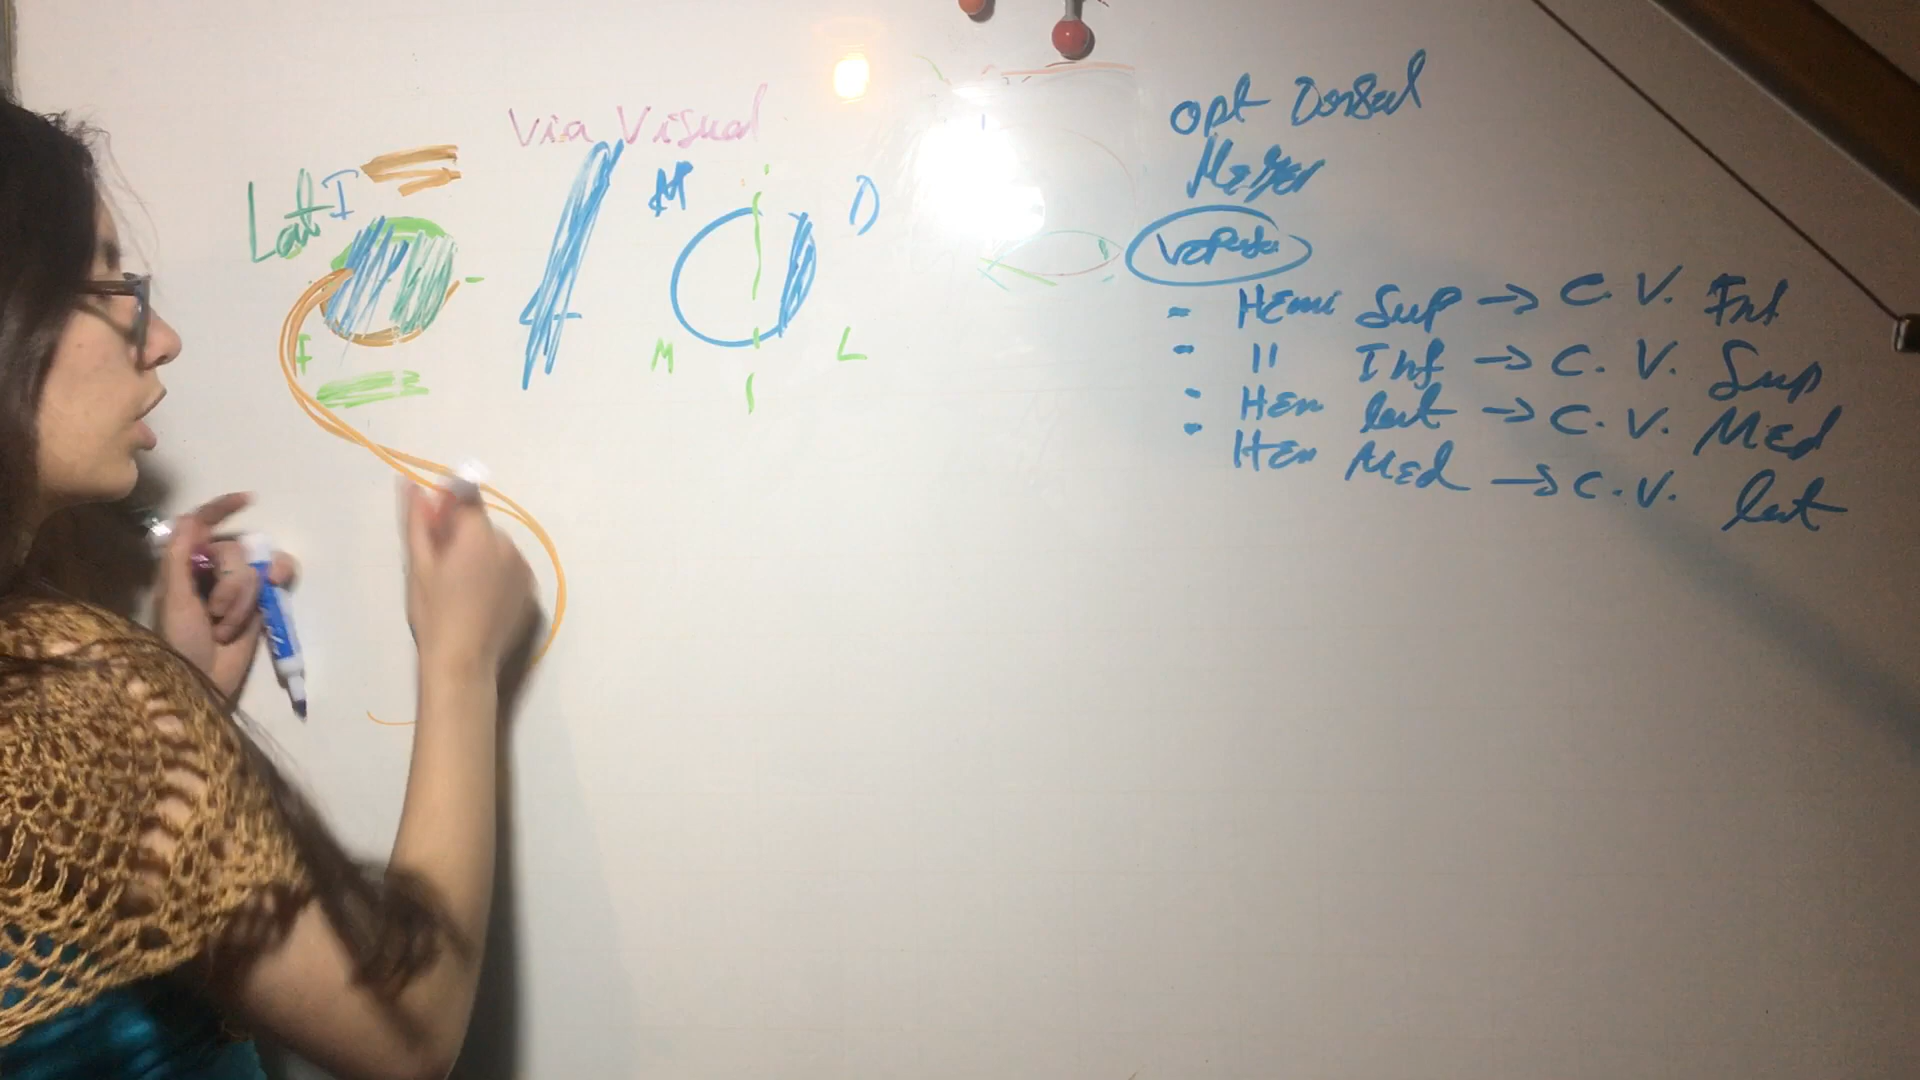 Via Visual
Lat I
M D
I
M L
Opt Dorsal
Meyer
- Hemi Sup → C. V. Inf
- " Inf → C. V. Sup
- Hem lat → C. V. Med
- Hem Med → C. V. lat